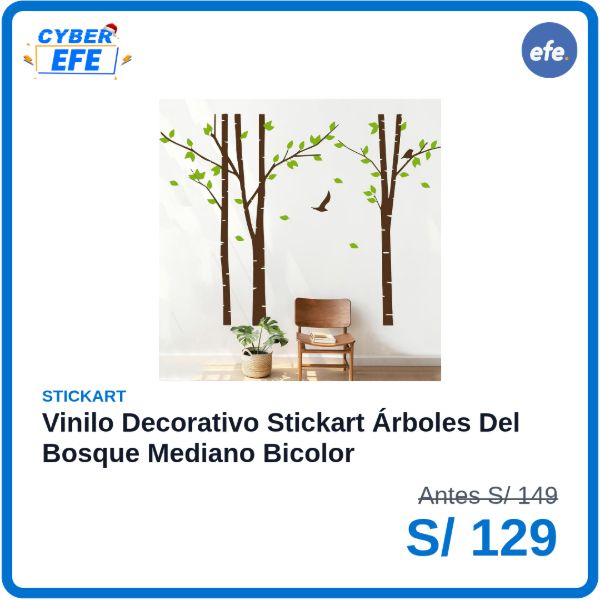 CYBER
EFE
efe.
STICKART
Vinilo Decorativo Stickart Árboles Del
Bosque Mediano Bicolor
Antes S/ 149
S/ 129